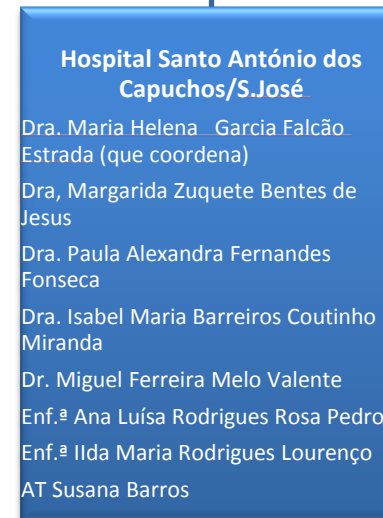 Hospital Santo António dos
Capuchos/S.José
Dra. Maria Helena Garcia Falcão
Estrada (que coordena)
Dra, Margarida Zuquete Bentes de
Jesus
Dra. Paula Alexandra Fernandes
Fonseca
Dra. Isabel Maria Barreiros Coutinho
Miranda
Dr. Miguel Ferreira Melo Valente
Enf.ª Ana Luísa Rodrigues Rosa Pedro
Enf.ª IIda Maria Rodrigues Lourenço
AT Susana Barros